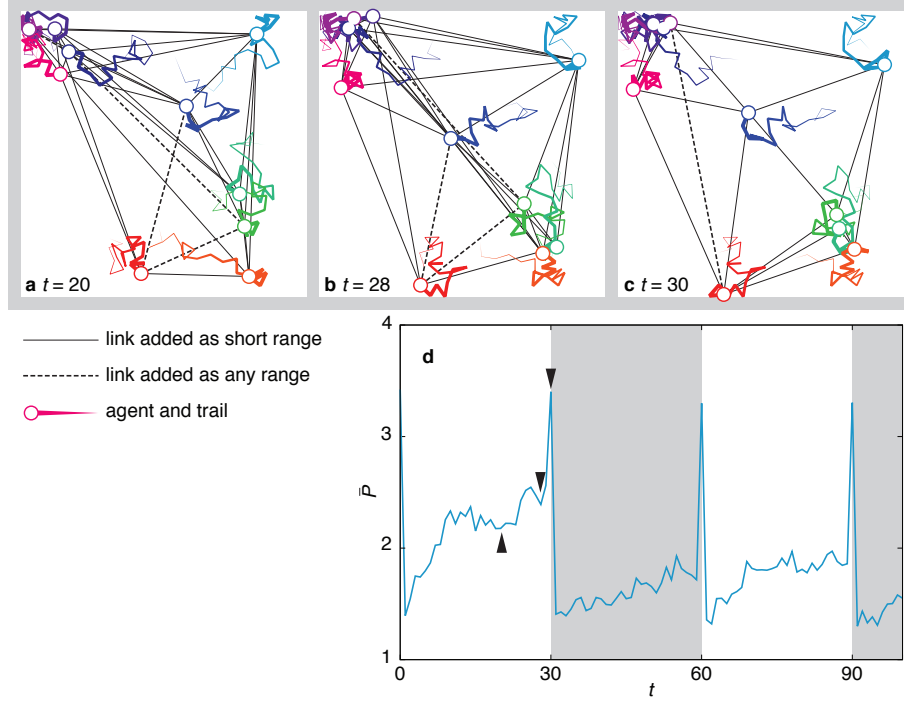 a t = 20
b t = 28
c t = 30
link added as short range
link added as any range
agent and trail
d
4
3
2
1
P̄
0
30
60
90
t